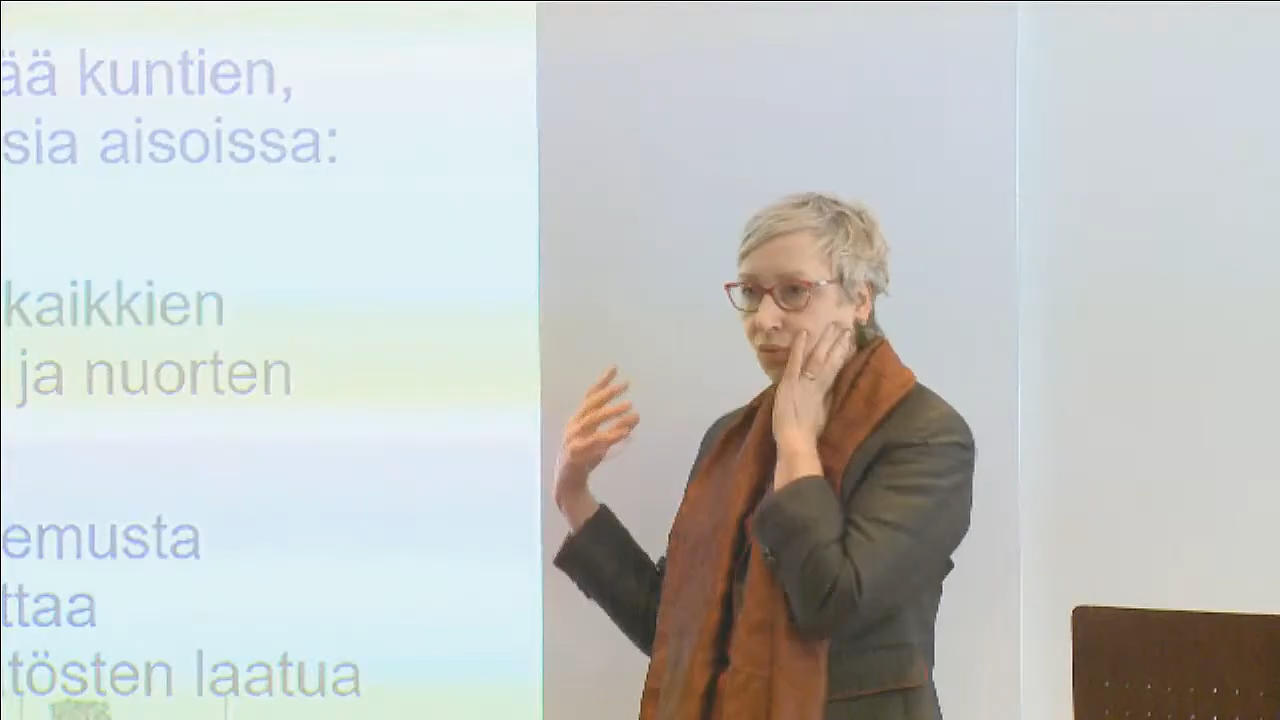 ää kuntien,
sia aisoissa:
kaikkien
ja nuorten
emusta
ttaa
tösten laatua